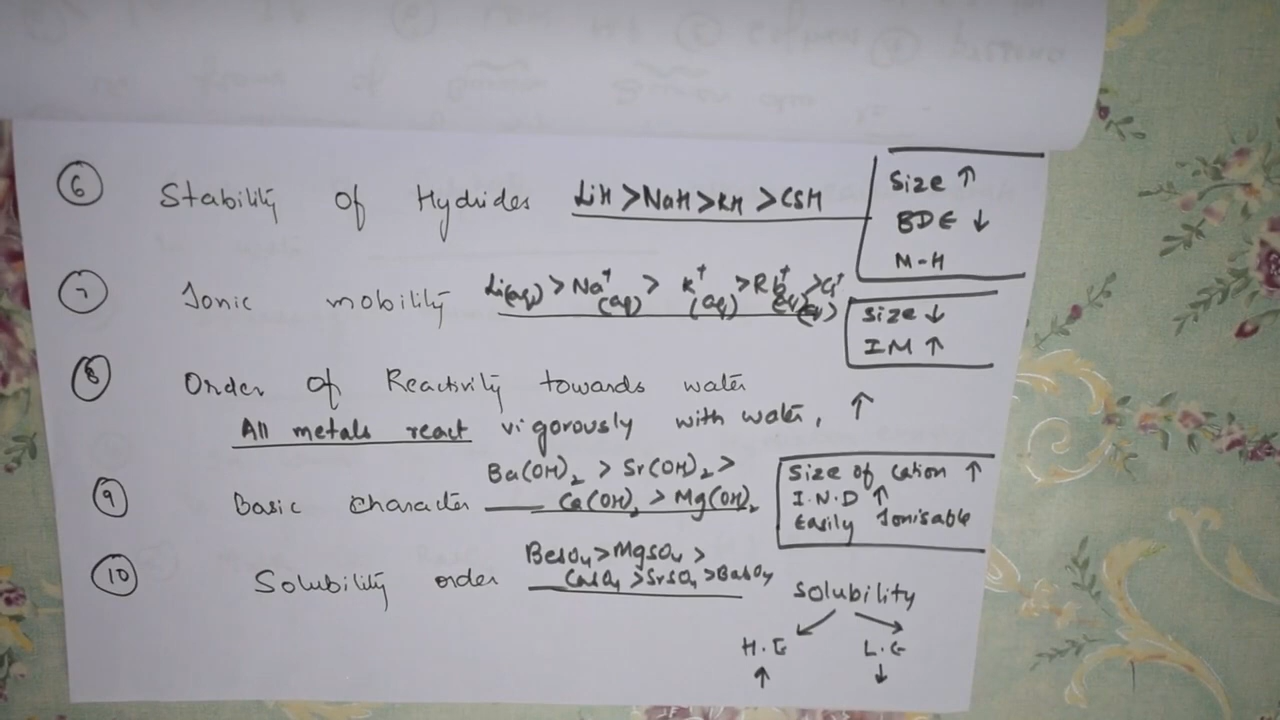 ⑥ Stability of Hydrides LiH > NaH > KH > CSH
Size ↑
BDE ↓
M-H
⑦ Ionic mobility Li(aq) > Na⁺(aq) > K⁺(aq) > Rb⁺(aq) >
Size ↓
IM ↑
⑧ Order of Reactivity towards water
All metals react vigorously with water, ↑
Ba(OH)₂ > Sr(OH)₂ >
⑨ Basic character Ca(OH)₂ > Mg(OH)₂
Size of cation ↑
I.N.D ↑
Easily Ionisable
BeSO₄ > MgSO₄ >
⑩ Solubility order CaSO₄ > SrSO₄ > BaSO₄
Solubility
H.E L.E
↑ ↓